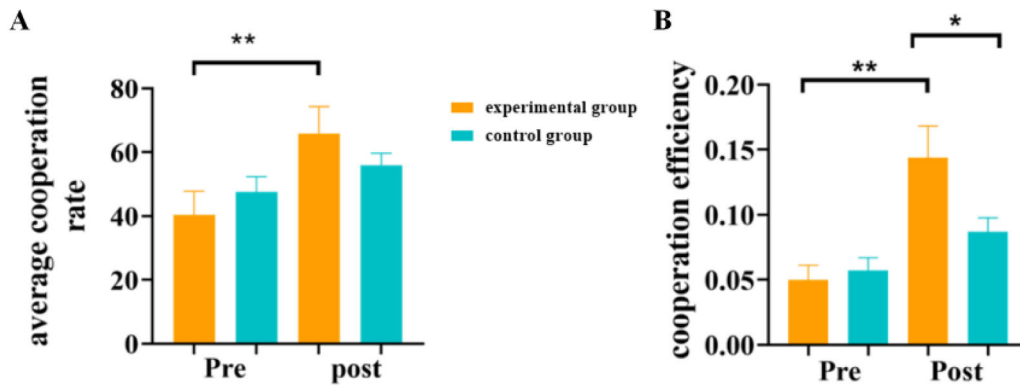 A
**
average cooperation
rate
80
60
40
20
0
Pre post
experimental group
control group
B
*
**
cooperation efficiency
0.20
0.15
0.10
0.05
0.00
Pre Post